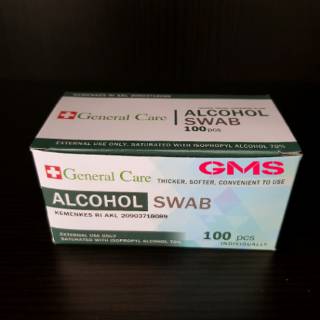 General Care
ALCOHOL
SWAB
100 pcs
EXTERNAL USE ONLY, SATURATED WITH ISOPROPYL ALCOHOL 70%
General Care
GMS
THICKER, SOFTER, CONVENIENT TO USE
ALCOHOL SWAB
KEMENKES RI AKL 20903718089
EXTERNAL USE ONLY
SATURATED WITH ISOPROPYL ALCOHOL 70%
100 pcs
INDIVIDUALLY